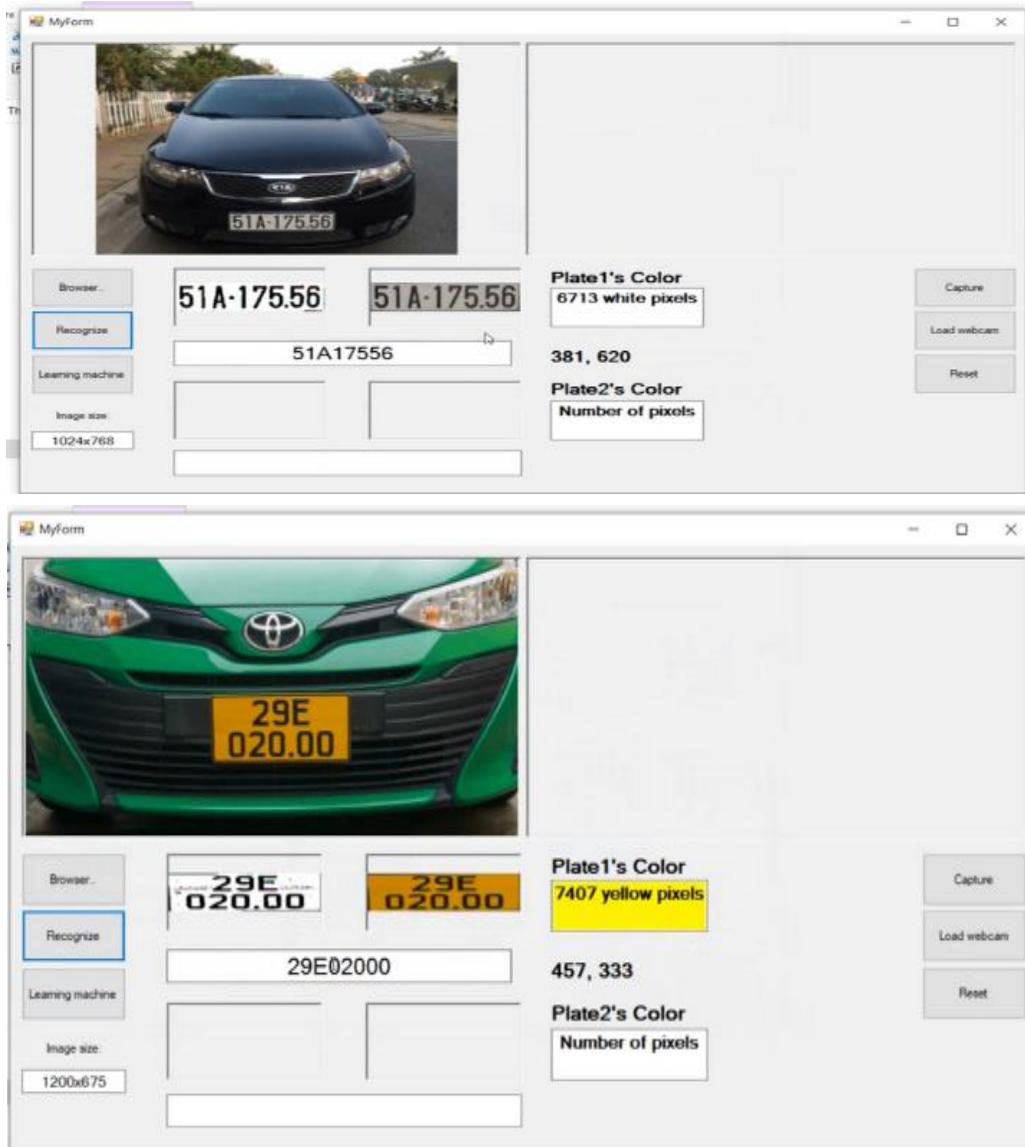 MyForm
KIA
51A-175.56
Browser..
Recognize
Learning machine
Image size:
1024x768
51A-175.56
51A-175.56
51A17556
Plate1's Color
6713 white pixels
381, 620
Plate2's Color
Number of pixels
Capture
Load webcam
Reset
MyForm
29E
020.00
Browser..
Recognize
Learning machine
Image size:
1200x675
29E
020.00
29E
020.00
29E02000
Plate1's Color
7407 yellow pixels
457, 333
Plate2's Color
Number of pixels
Capture
Load webcam
Reset